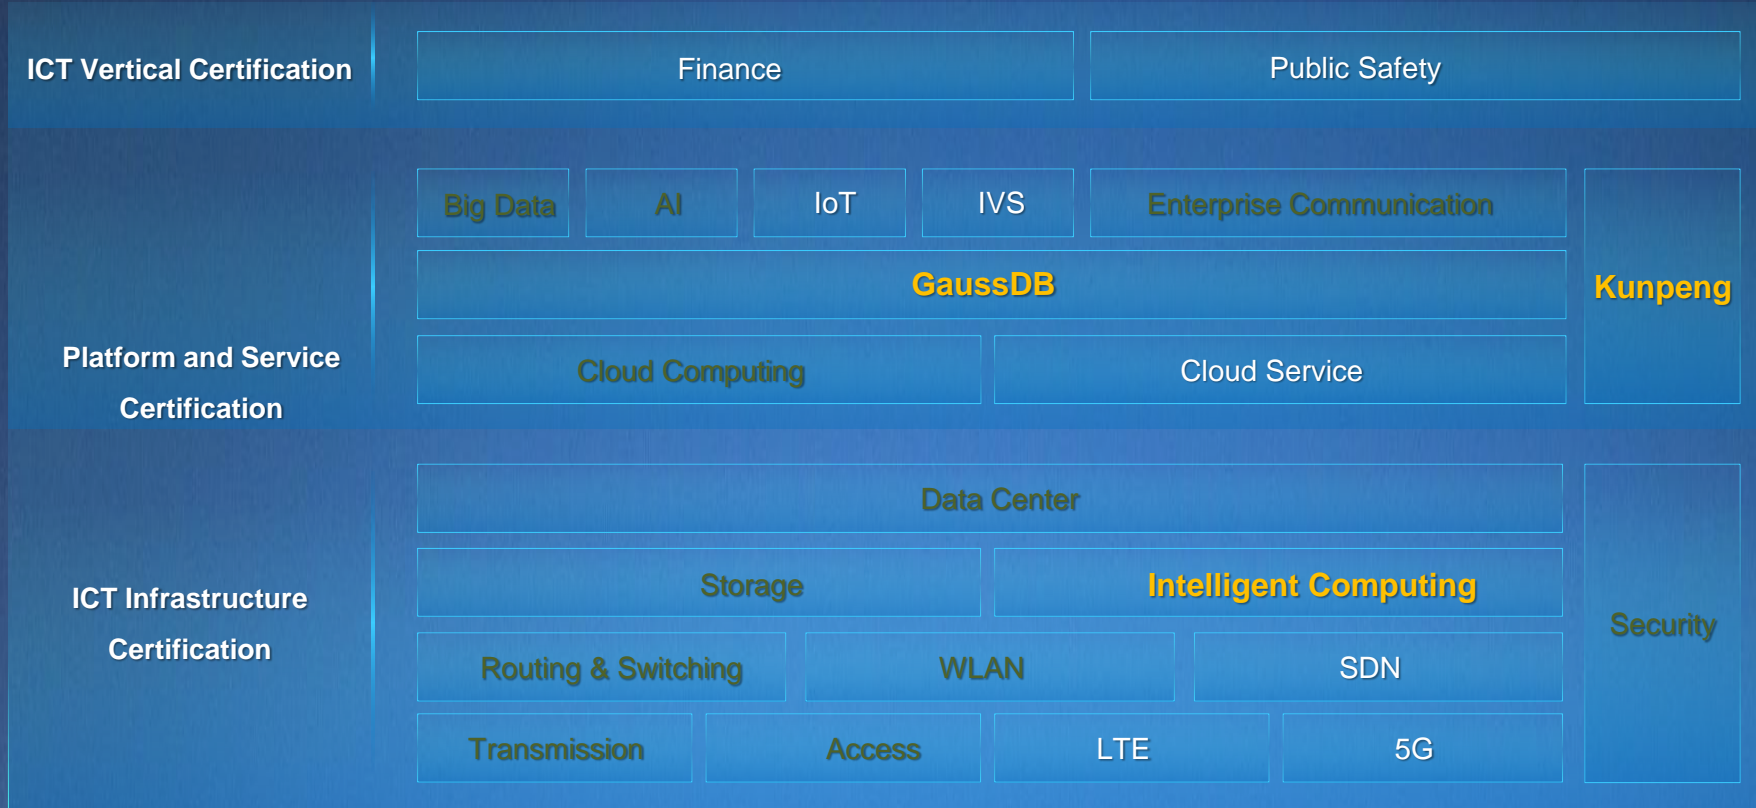 ICT Vertical Certification
Finance
Public Safety
Platform and Service
Certification
Big Data
AI
IoT
IVS
Enterprise Communication
GaussDB
Kunpeng
Cloud Computing
Cloud Service
ICT Infrastructure
Certification
Data Center
Storage
Intelligent Computing
Security
Routing & Switching
WLAN
SDN
Transmission
Access
LTE
5G